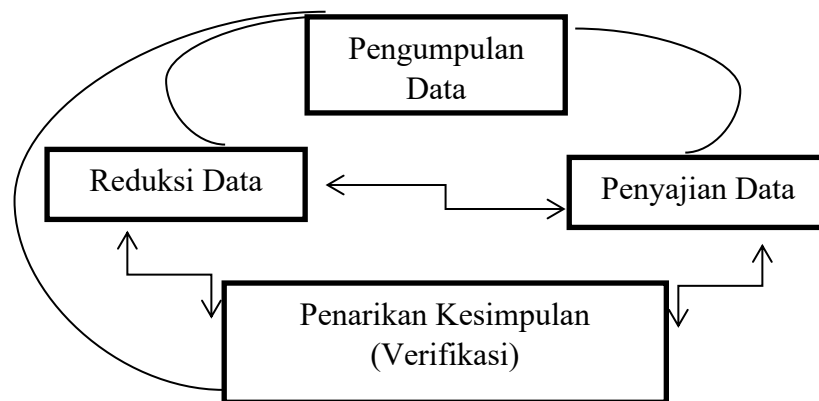 Pengumpulan
Data
Reduksi Data
Penyajian Data
Penarikan Kesimpulan
(Verifikasi)